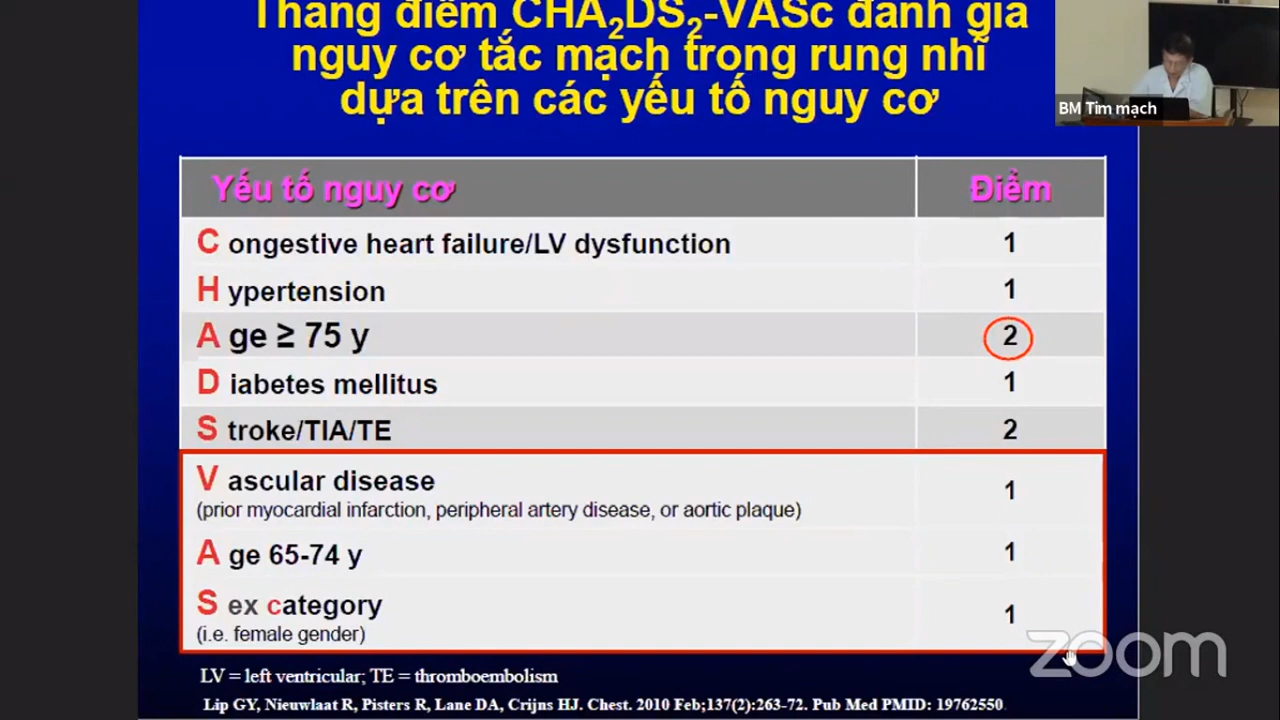 Thang điểm CHA2DS2-VASc đánh giá
nguy cơ tắc mạch trong rung nhĩ
dựa trên các yếu tố nguy cơ
BM Tim mạch
Yếu tố nguy cơ Điểm
C ongestive heart failure/LV dysfunction 1
H ypertension 1
A ge ≥ 75 y 2
D iabetes mellitus 1
S troke/TIA/TE 2
V ascular disease 1
(prior myocardial infarction, peripheral artery disease, or aortic plaque)
A ge 65-74 y 1
S ex category 1
(i.e. female gender)
zoom
LV = left ventricular; TE = thromboembolism
Lip GY, Nieuwlaat R, Pisters R, Lane DA, Crijns HJ. Chest. 2010 Feb;137(2):263-72. Pub Med PMID: 19762550